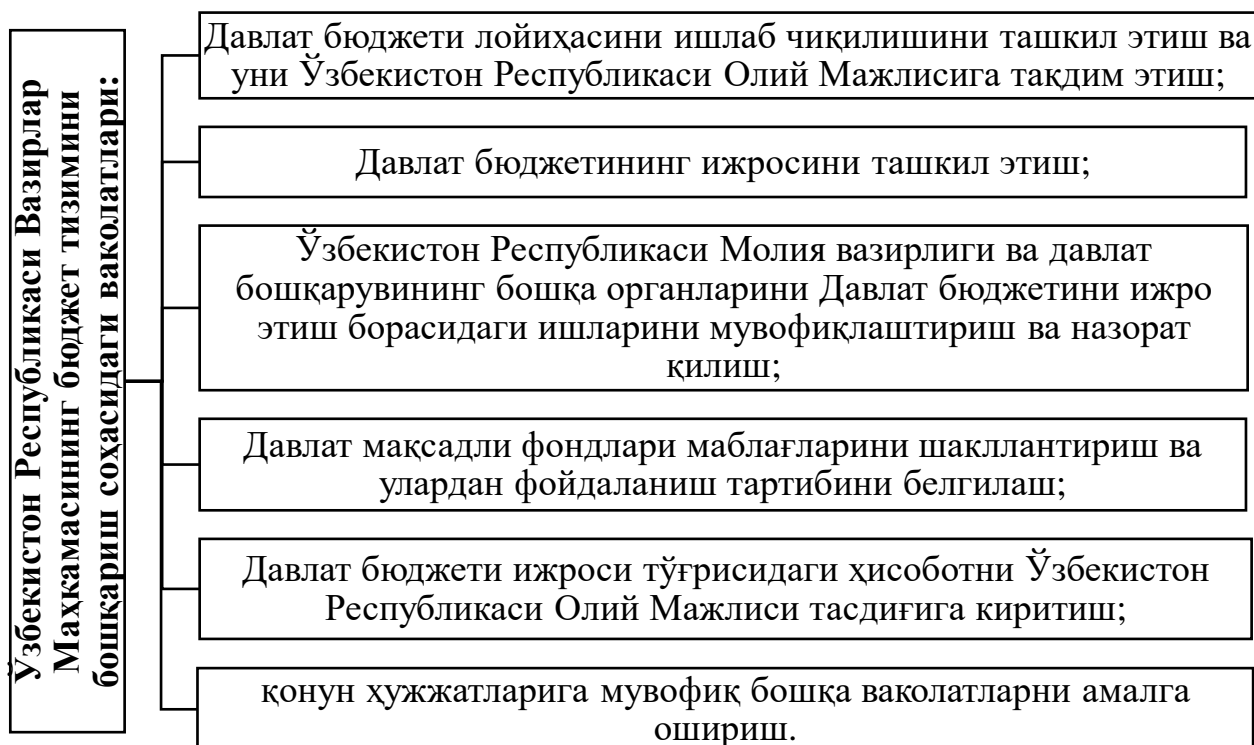 Ўзбекистон Республикаси Вазирлар
Маҳкамасининг бюджет тизимини
бошқариш соҳасидаги ваколатлари:
Давлат бюджети лойиҳасини ишлаб чиқилишини ташкил этиш ва
уни Ўзбекистон Республикаси Олий Мажлисига тақдим этиш;
Давлат бюджетининг ижросини ташкил этиш;
Ўзбекистон Республикаси Молия вазирлиги ва давлат
бошқарувининг бошқа органларини Давлат бюджетини ижро
этиш борасидаги ишларини мувофиқлаштириш ва назорат
қилиш;
Давлат мақсадли фондлари маблағларини шакллантириш ва
улардан фойдаланиш тартибини белгилаш;
Давлат бюджети ижроси тўғрисидаги ҳисоботни Ўзбекистон
Республикаси Олий Мажлиси тасдиғига киритиш;
қонун ҳужжатларига мувофиқ бошқа ваколатларни амалга
ошириш.